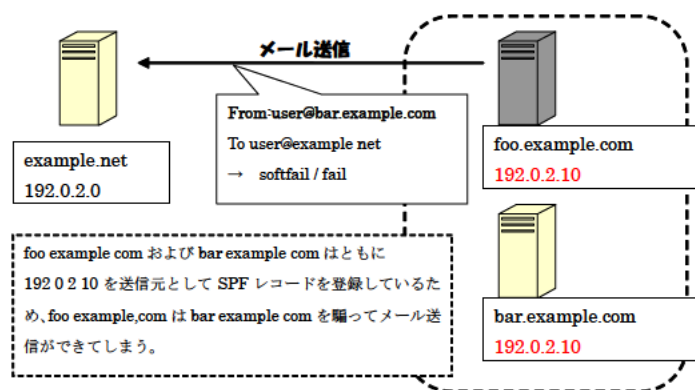 メール送信
From:user@bar.example.com
To user@example net
→ softfail / fail
example.net
192.0.2.0
foo.example.com
192.0.2.10
foo example com および bar example com はともに
192 0 2 10 を送信元として SPF レコードを登録しているた
め、foo example,com は bar example com を騙ってメール送
信ができてしまう。
bar.example.com
192.0.2.10